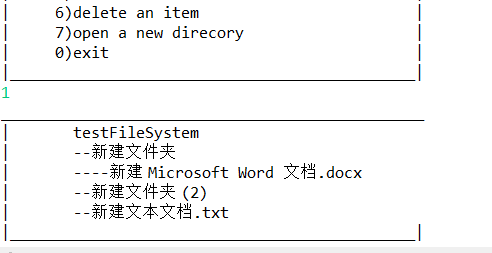 |     6)delete an item                         |
|     7)open a new direcory                    |
|     0)exit                                   |
|______________________________________________|
1
________________________________________________
|       testFileSystem
|       --新建文件夹
|       ----新建 Microsoft Word 文档.docx
|       --新建文件夹 (2)
|       --新建文本文档.txt
|______________________________________________|